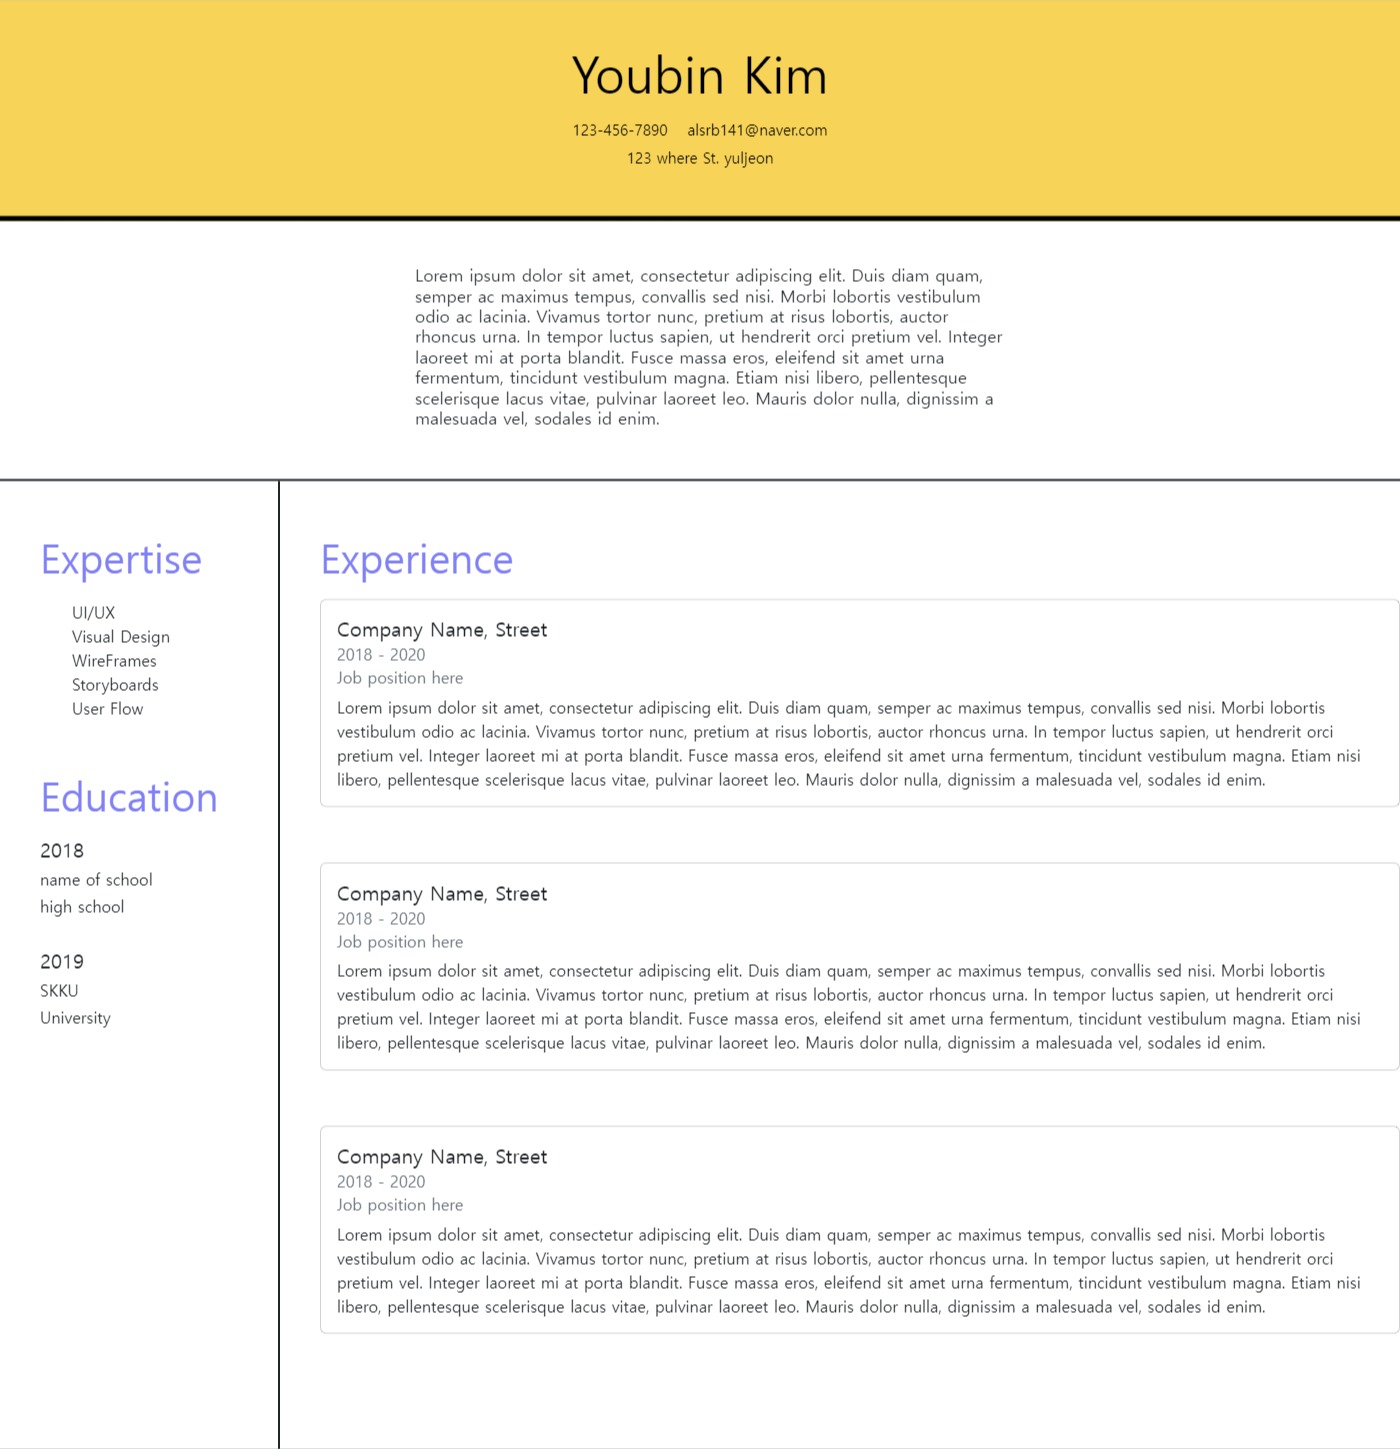 Youbin Kim
123-456-7890 alsrb141@naver.com
123 where St. yuljeon
Lorem ipsum dolor sit amet, consectetur adipiscing elit. Duis diam quam,
semper ac maximus tempus, convallis sed nisi. Morbi lobortis vestibulum
odio ac lacinia. Vivamus tortor nunc, pretium at risus lobortis, auctor
rhoncus urna. In tempor luctus sapien, ut hendrerit orci pretium vel. Integer
laoreet mi at porta blandit. Fusce massa eros, eleifend sit amet urna
fermentum, tincidunt vestibulum magna. Etiam nisi libero, pellentesque
scelerisque lacus vitae, pulvinar laoreet leo. Mauris dolor nulla, dignissim a
malesuada vel, sodales id enim.
Expertise
UI/UX
Visual Design
WireFrames
Storyboards
User Flow
Education
2018
name of school
high school
2019
SKKU
University
Experience
Company Name, Street
2018 - 2020
Job position here
Lorem ipsum dolor sit amet, consectetur adipiscing elit. Duis diam quam, semper ac maximus tempus, convallis sed nisi. Morbi lobortis
vestibulum odio ac lacinia. Vivamus tortor nunc, pretium at risus lobortis, auctor rhoncus urna. In tempor luctus sapien, ut hendrerit orci
pretium vel. Integer laoreet mi at porta blandit. Fusce massa eros, eleifend sit amet urna fermentum, tincidunt vestibulum magna. Etiam nisi
libero, pellentesque scelerisque lacus vitae, pulvinar laoreet leo. Mauris dolor nulla, dignissim a malesuada vel, sodales id enim.
Company Name, Street
2018 - 2020
Job position here
Lorem ipsum dolor sit amet, consectetur adipiscing elit. Duis diam quam, semper ac maximus tempus, convallis sed nisi. Morbi lobortis
vestibulum odio ac lacinia. Vivamus tortor nunc, pretium at risus lobortis, auctor rhoncus urna. In tempor luctus sapien, ut hendrerit orci
pretium vel. Integer laoreet mi at porta blandit. Fusce massa eros, eleifend sit amet urna fermentum, tincidunt vestibulum magna. Etiam nisi
libero, pellentesque scelerisque lacus vitae, pulvinar laoreet leo. Mauris dolor nulla, dignissim a malesuada vel, sodales id enim.
Company Name, Street
2018 - 2020
Job position here
Lorem ipsum dolor sit amet, consectetur adipiscing elit. Duis diam quam, semper ac maximus tempus, convallis sed nisi. Morbi lobortis
vestibulum odio ac lacinia. Vivamus tortor nunc, pretium at risus lobortis, auctor rhoncus urna. In tempor luctus sapien, ut hendrerit orci
pretium vel. Integer laoreet mi at porta blandit. Fusce massa eros, eleifend sit amet urna fermentum, tincidunt vestibulum magna. Etiam nisi
libero, pellentesque scelerisque lacus vitae, pulvinar laoreet leo. Mauris dolor nulla, dignissim a malesuada vel, sodales id enim.